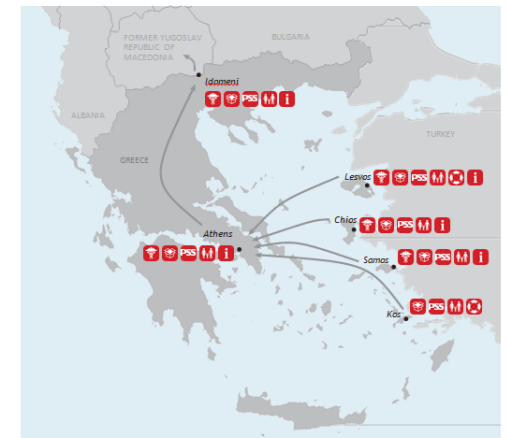 FORMER YUGOSLAV
REPUBLIC OF
MACEDONIA
BULGARIA
Idomeni
PSS i
ALBANIA
TURKEY
GREECE
Lesvos PSS i
Chios PSS i
Athens
PSS i
Samos PSS i
Kos PSS